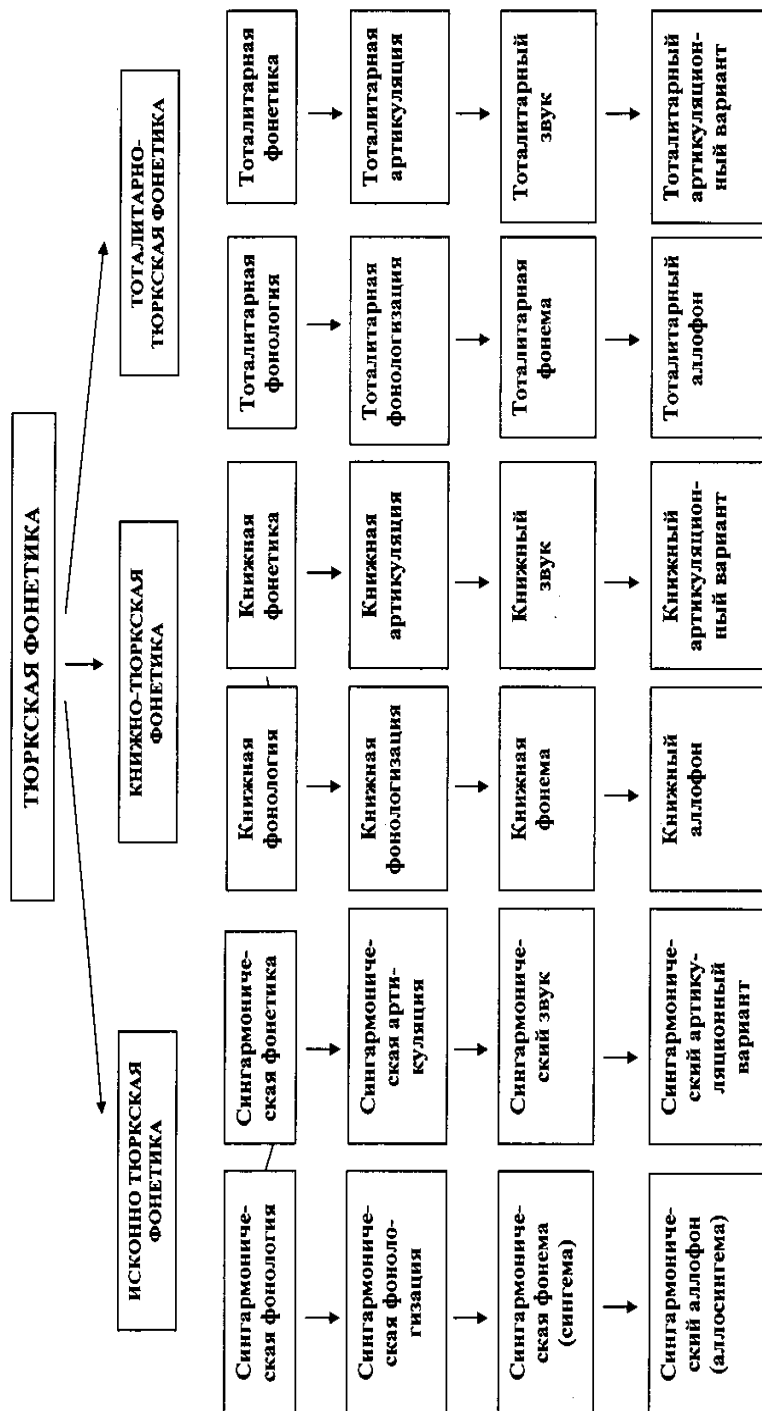 ТЮРКСКАЯ ФОНЕТИКА
ИСКОННО ТЮРКСКАЯ
ФОНЕТИКА
КНИЖНО-ТЮРКСКАЯ
ФОНЕТИКА
ТОТАЛИТАРНО-
ТЮРКСКАЯ ФОНЕТИКА
Сингармониче-
ская фонология
Сингармониче-
ская фонетика
Книжная
фонология
Книжная
фонетика
Тоталитарная
фонология
Тоталитарная
фонетика
Сингармониче-
ская фоноло-
гизация
Сингармониче-
ская арти-
куляция
Книжная
фонологизация
Книжная
артикуляция
Тоталитарная
фонологизация
Тоталитарная
артикуляция
Сингармониче-
ская фонема
(сингема)
Сингармониче-
ский звук
Книжная
фонема
Книжный
звук
Тоталитарная
фонема
Тоталитарный
звук
Сингармониче-
ский аллофон
(аллосингема)
Сингармониче-
ский артику-
ляционный
вариант
Книжный
аллофон
Книжный
артикуляцион-
ный вариант
Тоталитарный
аллофон
Тоталитарный
артикуляцион-
ный вариант